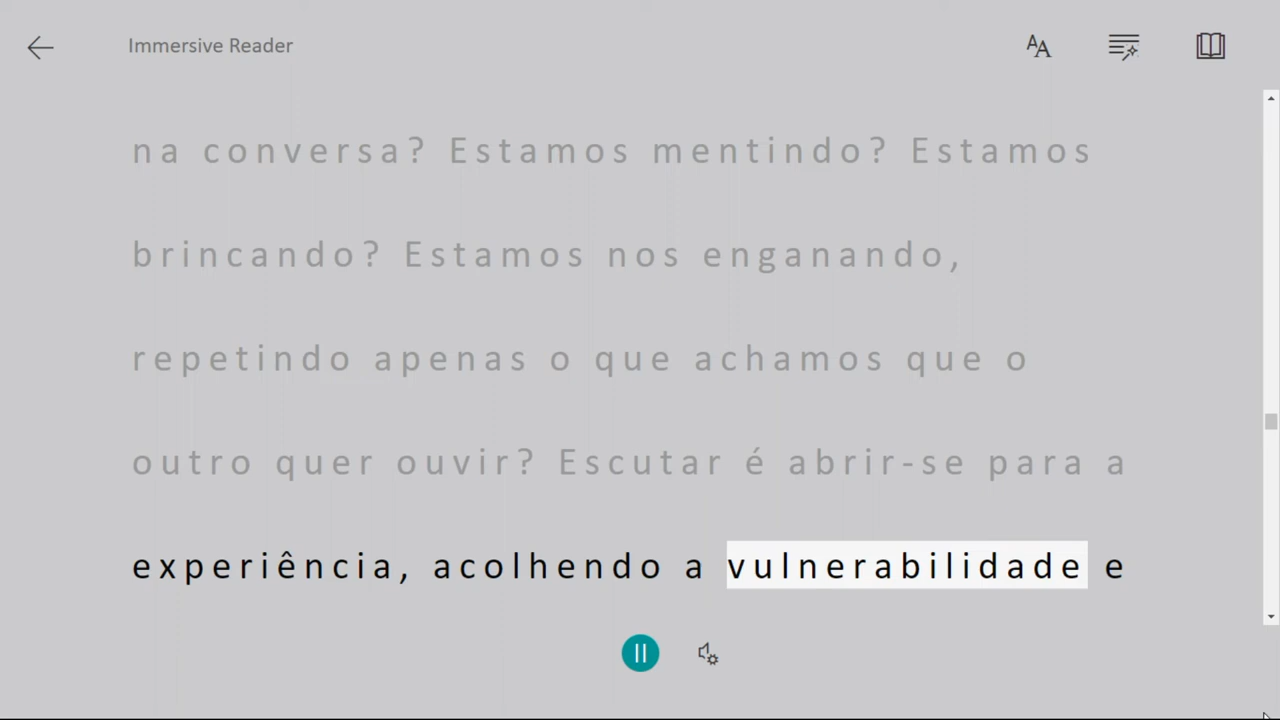 Immersive Reader
na conversa? Estamos mentindo? Estamos
brincando? Estamos nos enganando,
repetindo apenas o que achamos que o
outro quer ouvir? Escutar é abrir-se para a
experiência, acolhendo a vulnerabilidade e